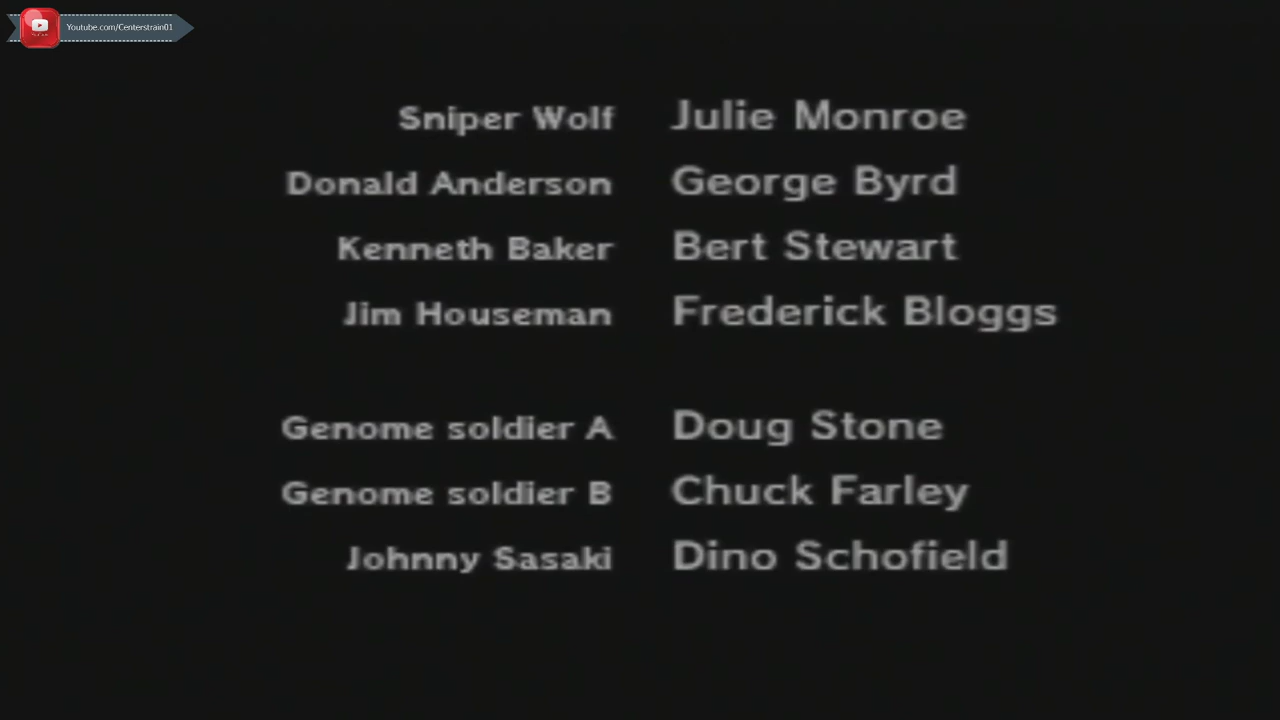 Youtube.com/Centerstrain01
Sniper Wolf Julie Monroe
Donald Anderson George Byrd
Kenneth Baker Bert Stewart
Jim Houseman Frederick Bloggs
Genome soldier A Doug Stone
Genome soldier B Chuck Farley
Johnny Sasaki Dino Schofield